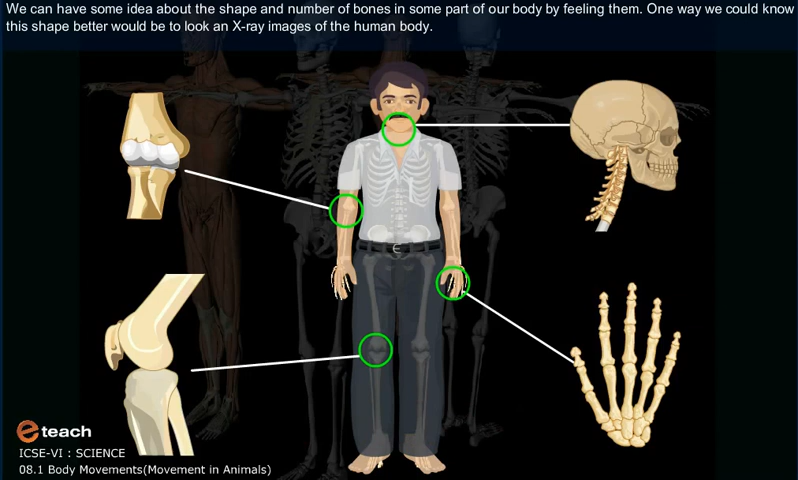 We can have some idea about the shape and number of bones in some part of our body by feeling them. One way we could know
this shape better would be to look an X-ray images of the human body.
e teach
ICSE-VI : SCIENCE
08.1 Body Movements(Movement in Animals)